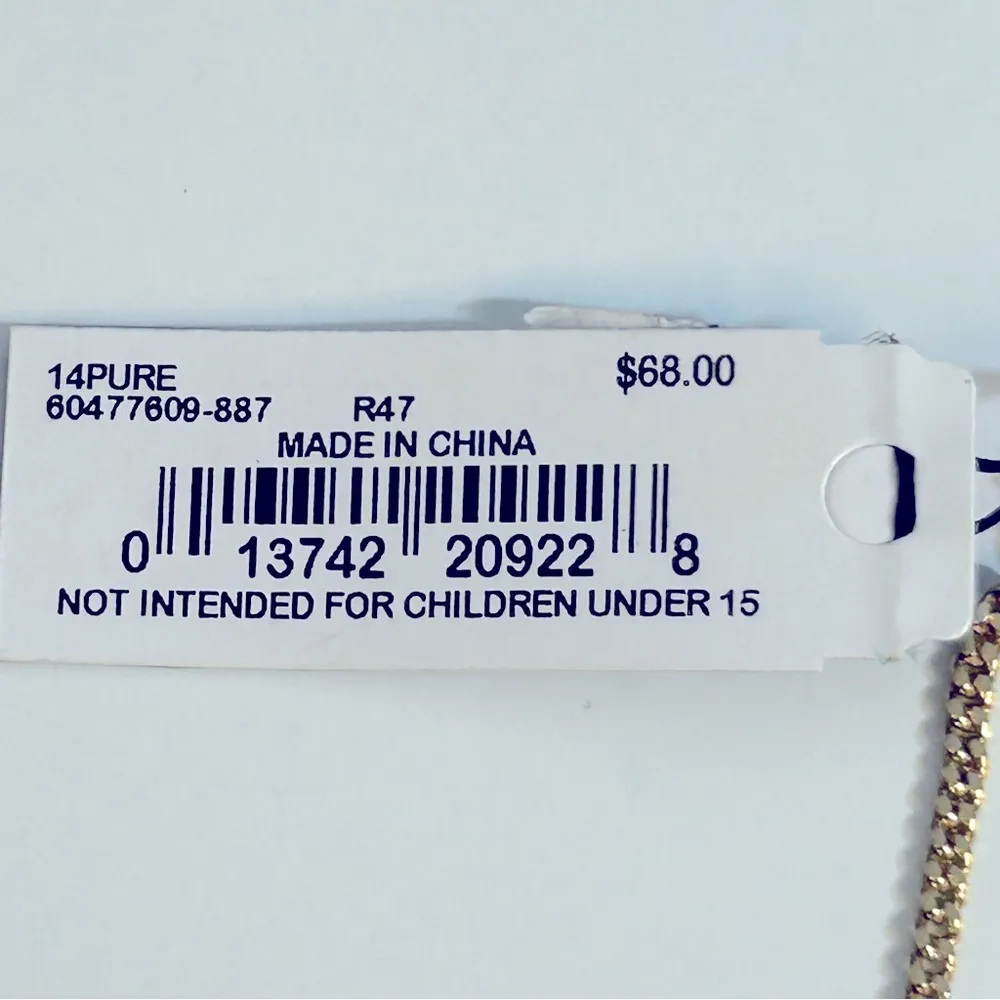 14PURE $68.00
60477609-887 R47
MADE IN CHINA
0 13742 20922 8
NOT INTENDED FOR CHILDREN UNDER 15